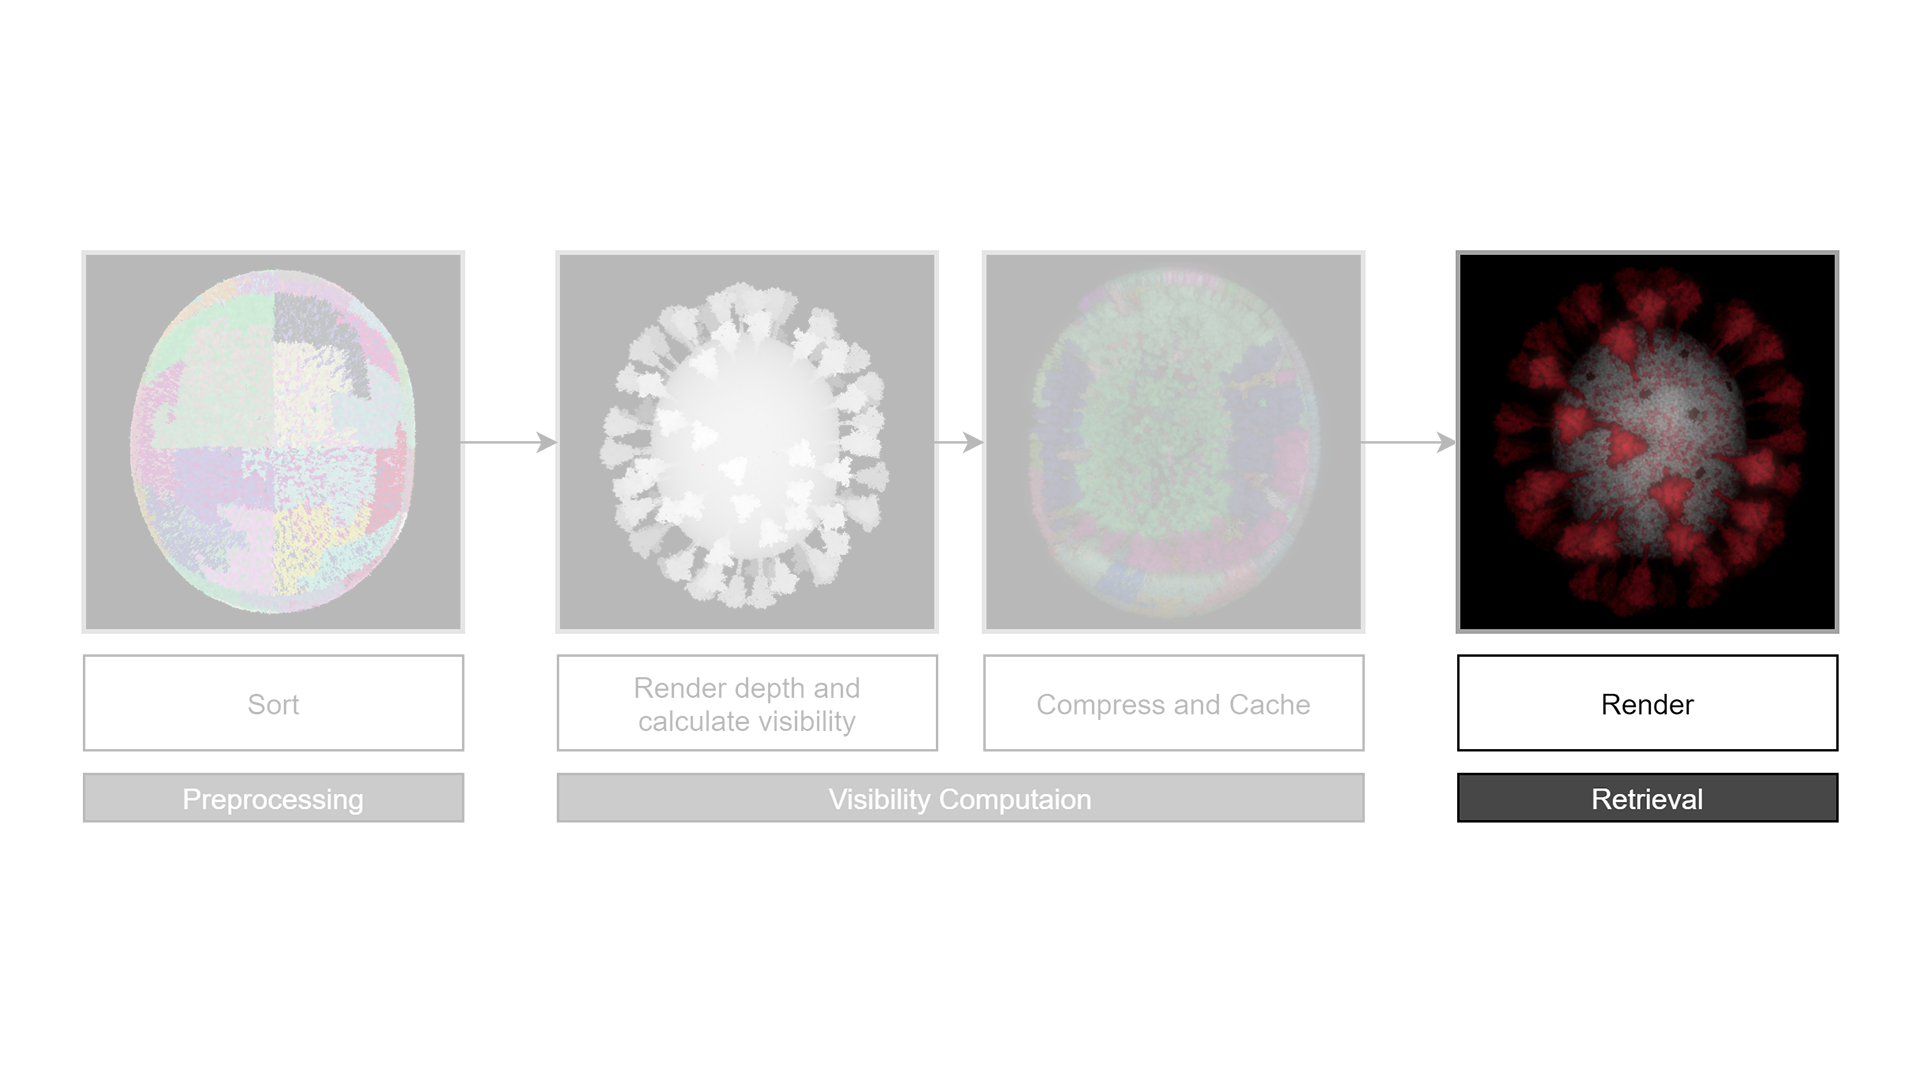 Sort
Render depth and
calculate visibility
Compress and Cache
Render
Preprocessing
Visibility Computaion
Retrieval